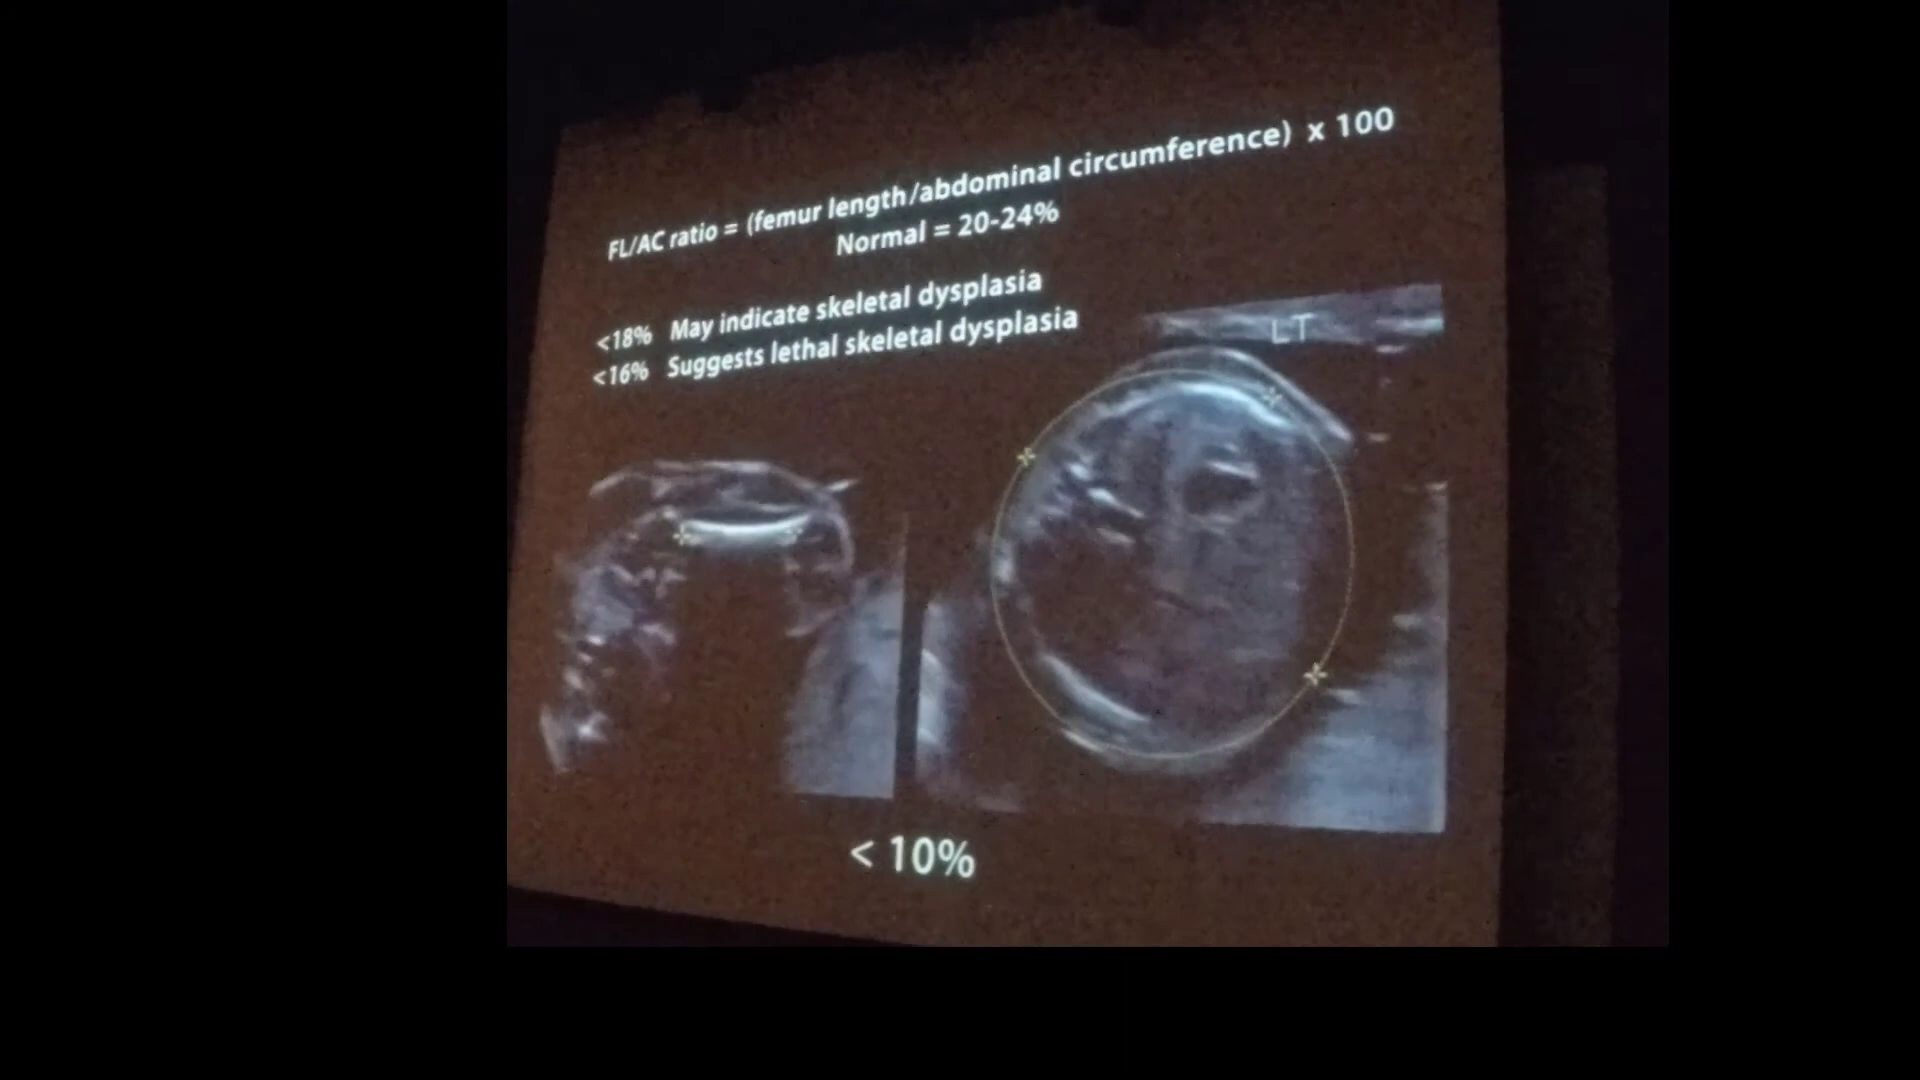 FL/AC ratio = (femur length/abdominal circumference) x 100
Normal = 20-24%
<18% May indicate skeletal dysplasia
<16% Suggests lethal skeletal dysplasia
LT
< 10%